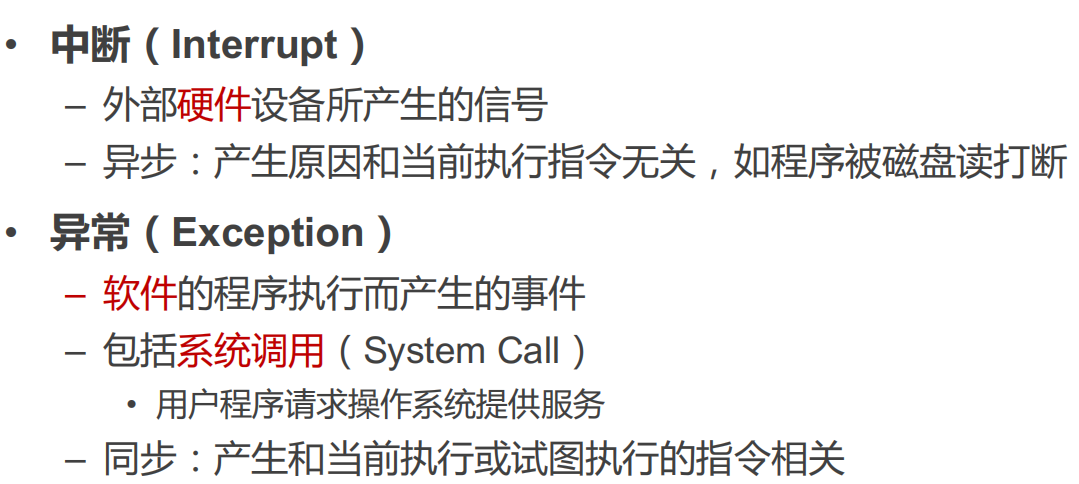 • 中断（Interrupt）
– 外部硬件设备所产生的信号
– 异步：产生原因和当前执行指令无关，如程序被磁盘读打断
• 异常（Exception）
– 软件的程序执行而产生的事件
– 包括系统调用（System Call）
• 用户程序请求操作系统提供服务
– 同步：产生和当前执行或试图执行的指令相关